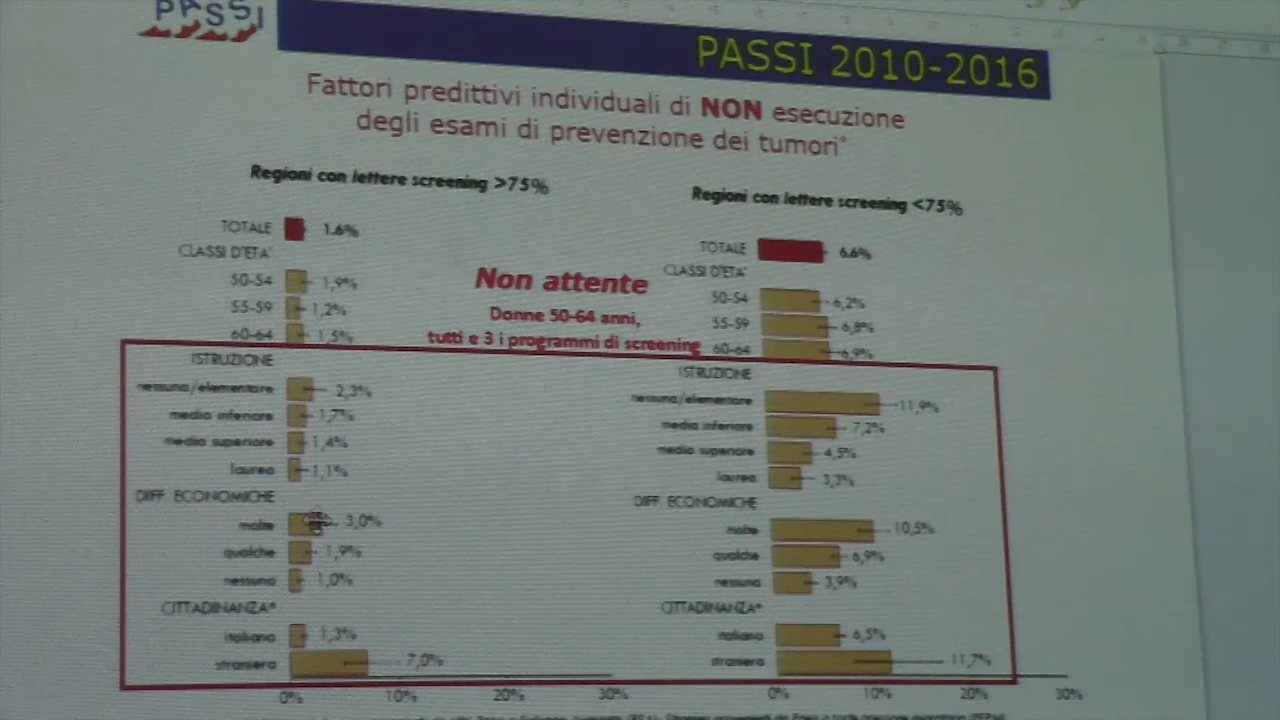 PASSI
PASSI 2010-2016
Fattori predittivi individuali di NON esecuzione
degli esami di prevenzione dei tumori°
Regioni con lettere screening >75%
TOTALE 1.6%
CLASSI D'ETA'
50-54 1,9%
55-59 1,2%
60-64 1,5%
ISTRUZIONE
nessuna/elementare 2,3%
media inferiore 1,7%
media superiore 1,4%
laurea 1,1%
DIFF ECONOMICHE
molte 3,0%
qualche 1,9%
nessuna 1,0%
CITTADINANZA*
italiana 1,3%
straniera 7,0%
0% 10% 20% 30%
Non attente
Donne 50-64 anni,
tutti e 3 i programmi di screening
Regioni con lettere screening <75%
TOTALE 6.6%
CLASSI D'ETA'
50-54 6,2%
55-59 6,8%
60-64 6,9%
ISTRUZIONE
nessuna/elementare 11,9%
media inferiore 7,2%
media superiore 4,5%
laurea 3,3%
DIFF ECONOMICHE
molte 10,5%
qualche 6,9%
nessuna 3,9%
CITTADINANZA*
italiana 6,5%
straniera 11,7%
0% 10% 20% 30%